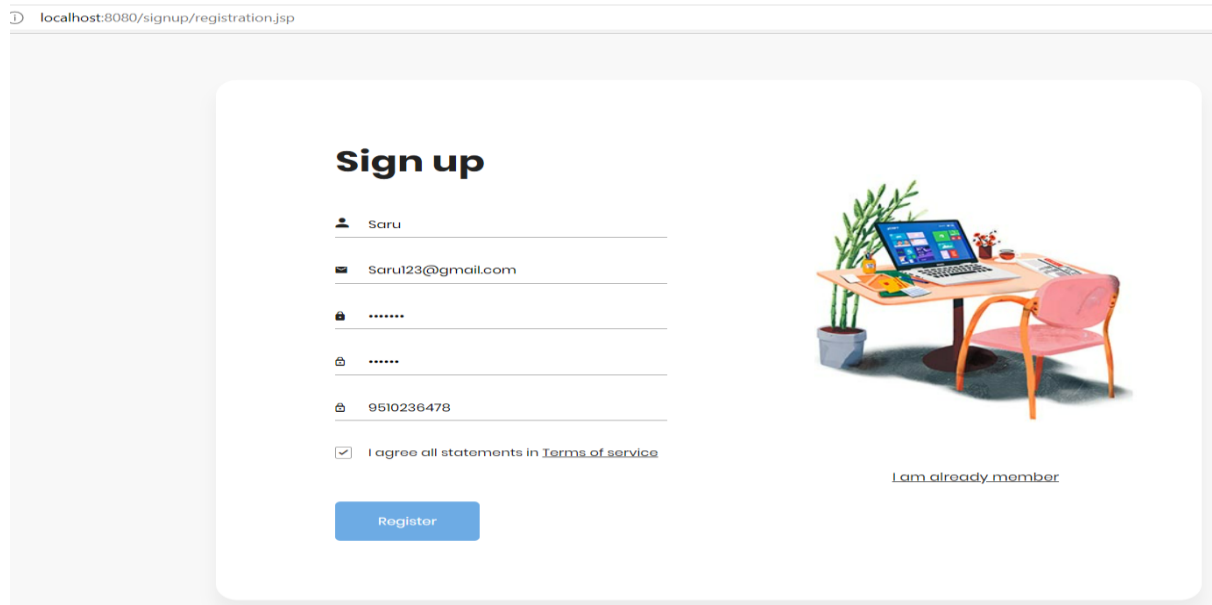 localhost:8080/signup/registration.jsp
Sign up
Saru
Saru123@gmail.com
•••••••
••••••
9510236478
I agree all statements in Terms of service
Register
I am already member